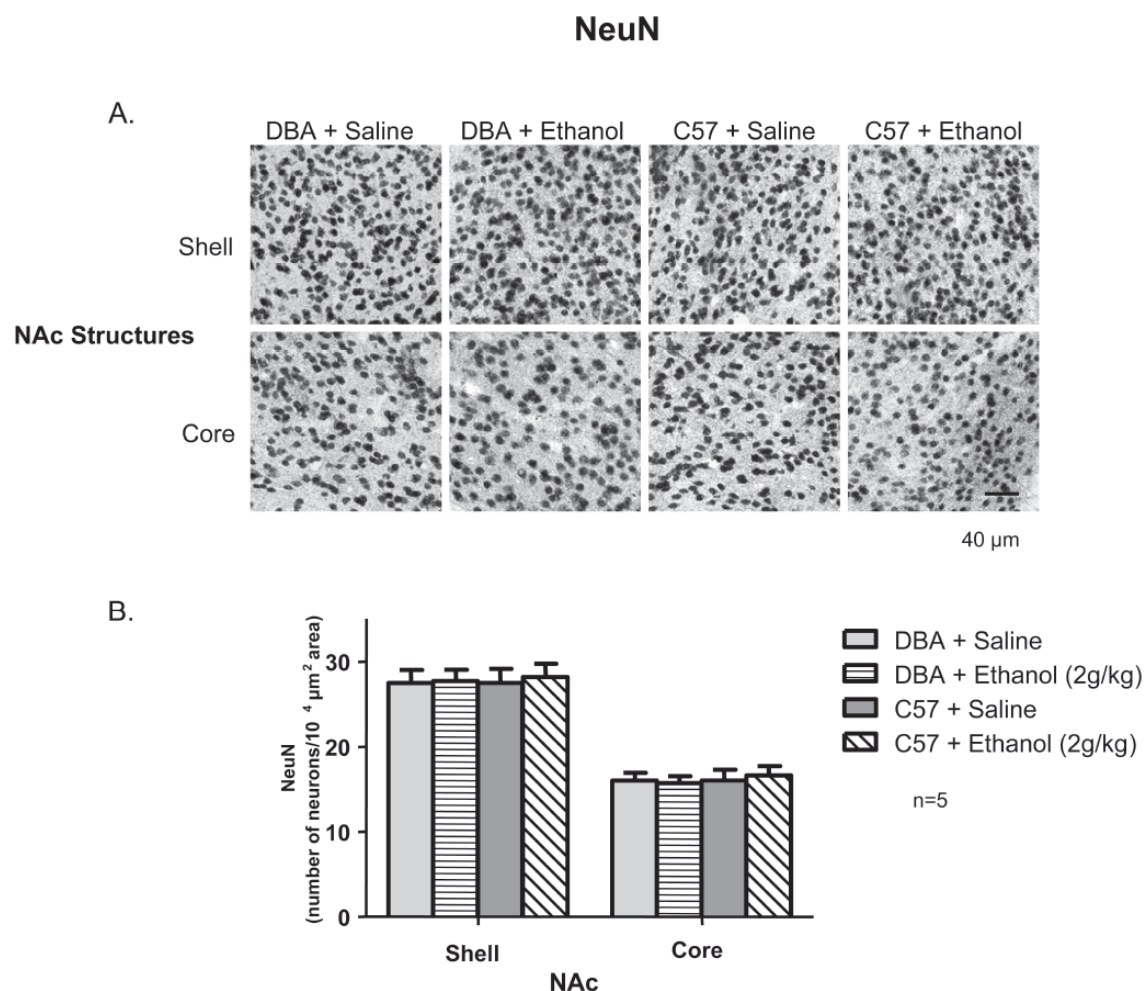 NeuN
A.
DBA + Saline DBA + Ethanol C57 + Saline C57 + Ethanol
Shell
NAc Structures
Core
40 µm
B.
NeuN
(number of neurons/10 ⁴ µm² area)
30
20
10
0
Shell Core
NAc
DBA + Saline
DBA + Ethanol (2g/kg)
C57 + Saline
C57 + Ethanol (2g/kg)
n=5